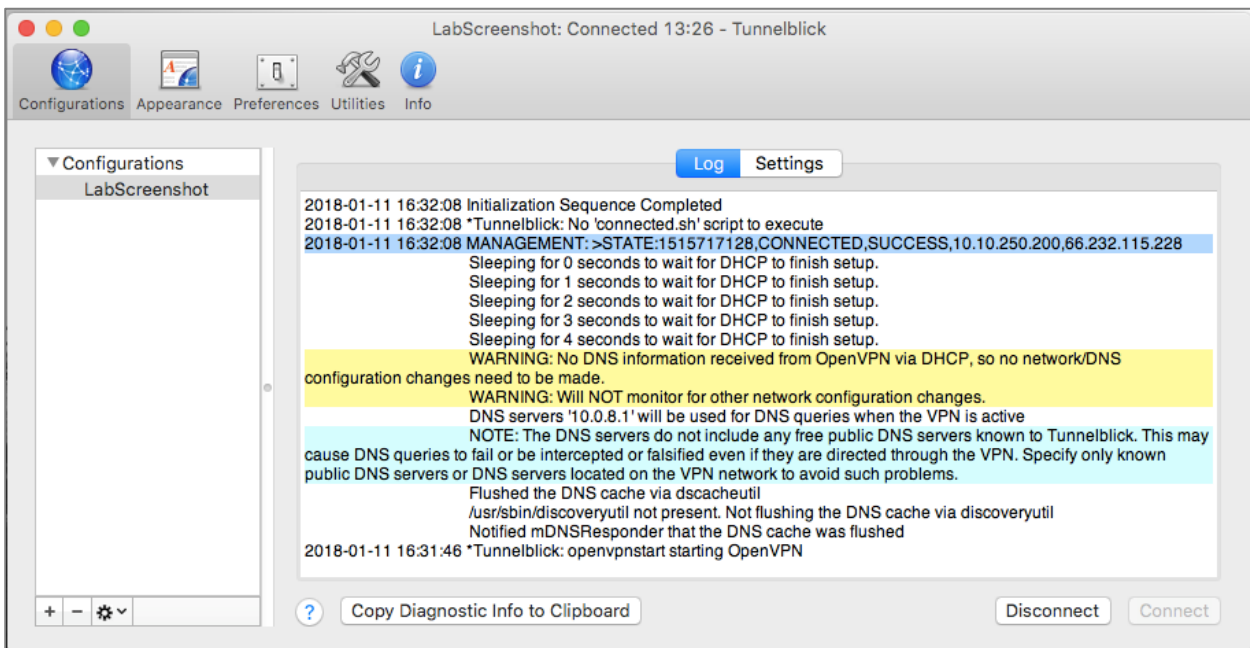 LabScreenshot: Connected 13:26 - Tunnelblick
Configurations Appearance Preferences Utilities Info
Configurations
LabScreenshot
Log Settings
2018-01-11 16:32:08 Initialization Sequence Completed
2018-01-11 16:32:08 *Tunnelblick: No 'connected.sh' script to execute
2018-01-11 16:32:08 MANAGEMENT: >STATE:1515717128,CONNECTED,SUCCESS,10.10.250.200,66.232.115.228
Sleeping for 0 seconds to wait for DHCP to finish setup.
Sleeping for 1 seconds to wait for DHCP to finish setup.
Sleeping for 2 seconds to wait for DHCP to finish setup.
Sleeping for 3 seconds to wait for DHCP to finish setup.
Sleeping for 4 seconds to wait for DHCP to finish setup.
WARNING: No DNS information received from OpenVPN via DHCP, so no network/DNS
configuration changes need to be made.
WARNING: Will NOT monitor for other network configuration changes.
DNS servers '10.0.8.1' will be used for DNS queries when the VPN is active
NOTE: The DNS servers do not include any free public DNS servers known to Tunnelblick. This may
cause DNS queries to fail or be intercepted or falsified even if they are directed through the VPN. Specify only known
public DNS servers or DNS servers located on the VPN network to avoid such problems.
Flushed the DNS cache via dscacheutil
/usr/sbin/discoveryutil not present. Not flushing the DNS cache via discoveryutil
Notified mDNSResponder that the DNS cache was flushed
2018-01-11 16:31:46 *Tunnelblick: openvpnstart starting OpenVPN
+ −
? Copy Diagnostic Info to Clipboard Disconnect Connect